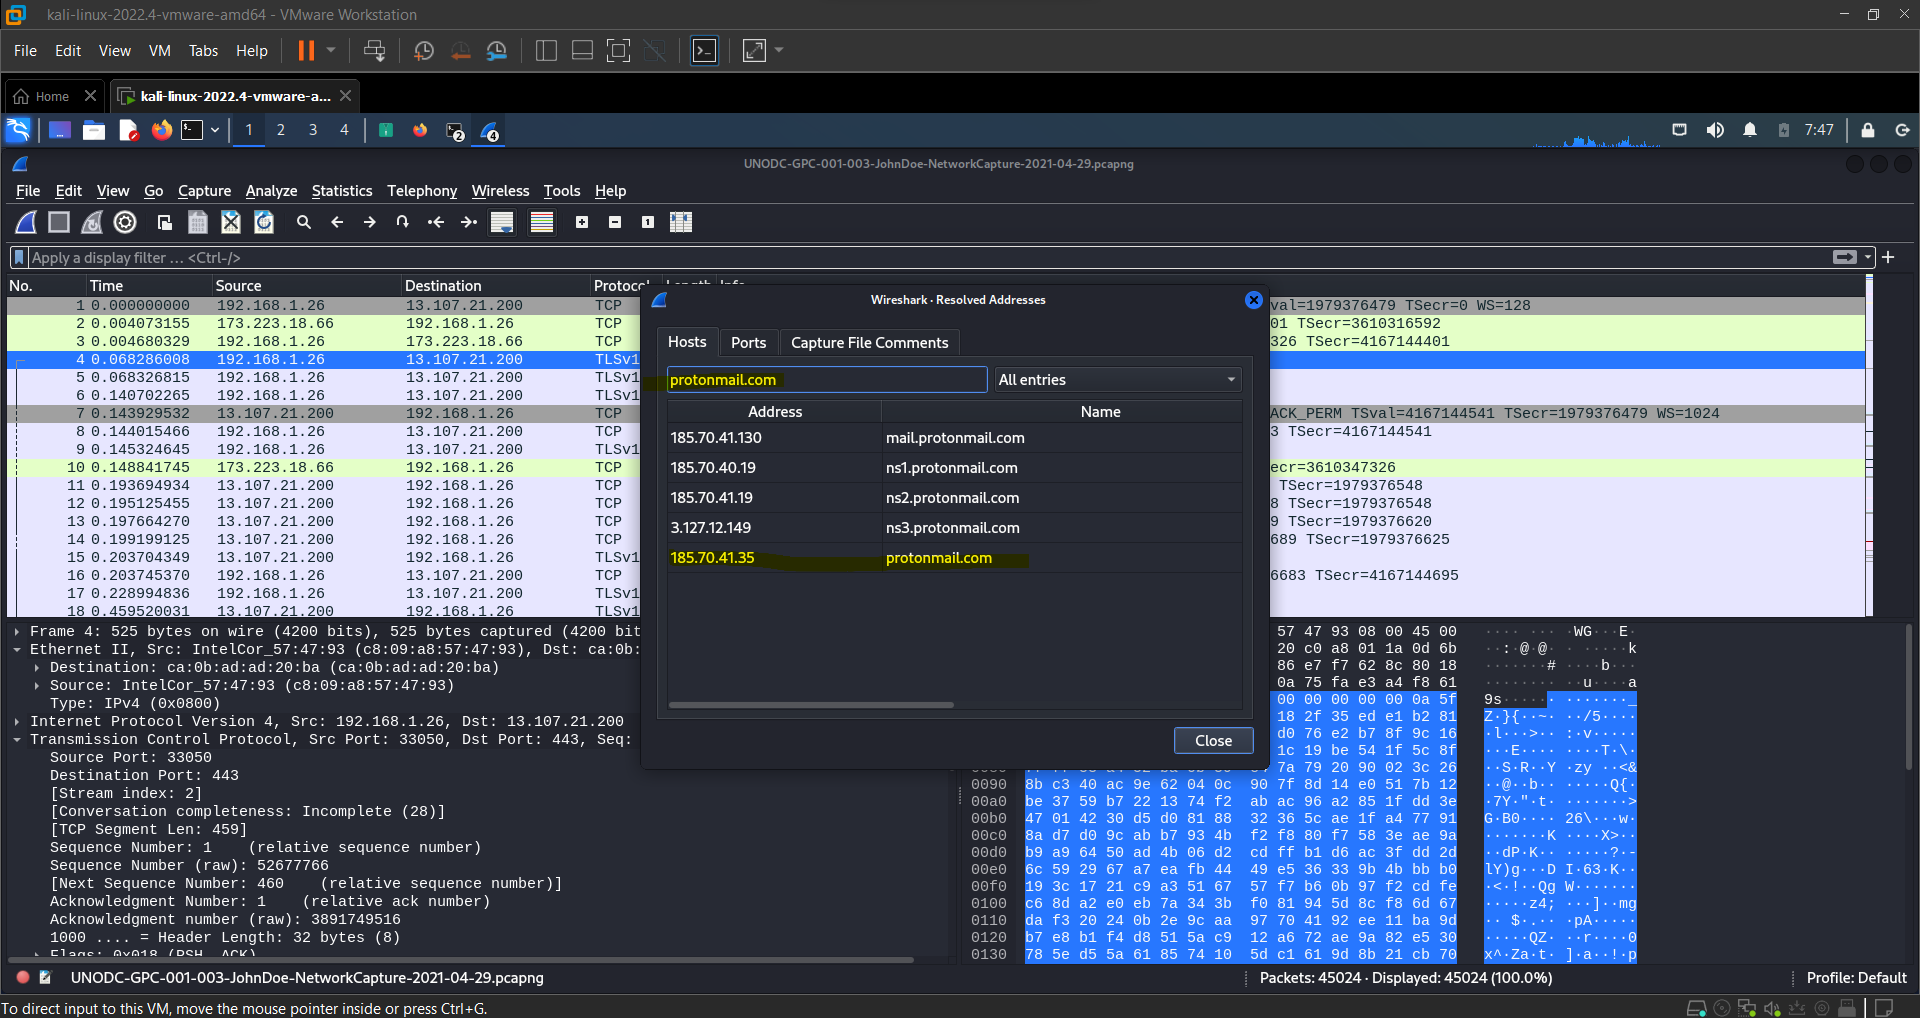 kali-linux-2022.4-vmware-amd64 - VMware Workstation
File Edit View VM Tabs Help
Home kali-linux-2022.4-vmware-a...
1 2 3 4 2 4 7:47
UNODC-GPC-001-003-JohnDoe-NetworkCapture-2021-04-29.pcapng
File Edit View Go Capture Analyze Statistics Telephony Wireless Tools Help
Apply a display filter ... <Ctrl-/>
No. Time Source Destination Protocol Length Info
1 0.000000000 192.168.1.26 13.107.21.200 TCP val=1979376479 TSecr=0 WS=128
2 0.004073155 173.223.18.66 192.168.1.26 TCP 01 TSecr=3610316592
3 0.004680329 192.168.1.26 173.223.18.66 TCP 326 TSecr=4167144401
4 0.068286008 192.168.1.26 13.107.21.200 TLSv1
5 0.068326815 192.168.1.26 13.107.21.200 TLSv1
6 0.140702265 192.168.1.26 13.107.21.200 TLSv1
7 0.143929532 13.107.21.200 192.168.1.26 TCP ACK_PERM TSval=4167144541 TSecr=1979376479 WS=1024
8 0.144015466 192.168.1.26 13.107.21.200 TCP 3 TSecr=4167144541
9 0.145324645 192.168.1.26 13.107.21.200 TLSv1
10 0.148841745 173.223.18.66 192.168.1.26 TCP ecr=3610347326
11 0.193694934 13.107.21.200 192.168.1.26 TCP TSecr=1979376548
12 0.195125455 13.107.21.200 192.168.1.26 TCP 8 TSecr=1979376548
13 0.197664270 13.107.21.200 192.168.1.26 TCP 9 TSecr=1979376620
14 0.199199125 13.107.21.200 192.168.1.26 TCP 689 TSecr=1979376625
15 0.203704349 13.107.21.200 192.168.1.26 TLSv1
16 0.203745370 192.168.1.26 13.107.21.200 TCP 6683 TSecr=4167144695
17 0.228994836 192.168.1.26 13.107.21.200 TLSv1
18 0.459520031 13.107.21.200 192.168.1.26 TLSv1
Wireshark · Resolved Addresses
Hosts Ports Capture File Comments
protonmail.com All entries
Address Name
185.70.41.130 mail.protonmail.com
185.70.40.19 ns1.protonmail.com
185.70.41.19 ns2.protonmail.com
3.127.12.149 ns3.protonmail.com
185.70.41.35 protonmail.com
Close
Frame 4: 525 bytes on wire (4200 bits), 525 bytes captured (4200 bit
Ethernet II, Src: IntelCor_57:47:93 (c8:09:a8:57:47:93), Dst: ca:0b:
Destination: ca:0b:ad:ad:20:ba (ca:0b:ad:ad:20:ba)
Source: IntelCor_57:47:93 (c8:09:a8:57:47:93)
Type: IPv4 (0x0800)
Internet Protocol Version 4, Src: 192.168.1.26, Dst: 13.107.21.200
Transmission Control Protocol, Src Port: 33050, Dst Port: 443, Seq:
Source Port: 33050
Destination Port: 443
[Stream index: 2]
[Conversation completeness: Incomplete (28)]
[TCP Segment Len: 459]
Sequence Number: 1 (relative sequence number)
Sequence Number (raw): 52677766
[Next Sequence Number: 460 (relative sequence number)]
Acknowledgment Number: 1 (relative ack number)
Acknowledgment number (raw): 3891749516
1000 .... = Header Length: 32 bytes (8)
Flags: 0x018 (PSH, ACK)
57 47 93 08 00 45 00 ···· ··· ·WG···E·
20 c0 a8 01 1a 0d 6b ··:·@·@· · ·····k
86 e7 f7 62 8c 80 18 ·······# ····b···
0a 75 fa e3 a4 f8 61 ········ ··u····a
00 00 00 00 00 0a 5f 9s······ ·······_
18 2f 35 ed e1 b2 81 Z·}{··~· ··/5····
d0 76 e2 b7 8f 9c 16 ·l···>·· :·v·····
1c 19 be 54 1f 5c 8f ···E···· ····T·\·
7a 79 20 90 02 3c 26 ··S·R··Y ·zy ··<&
0090 8b c3 40 ac 9e 62 04 0c 90 7f 8d 14 e0 51 7b 12 ··@··b·· ·····Q{·
00a0 be 37 59 b7 22 13 74 f2 ab ac 96 a2 85 1f dd 3e ·7Y·"·t· ·······>
00b0 47 01 42 30 d5 d0 81 88 32 36 5c ae 1f a4 77 91 G·B0···· 26\···w·
00c0 8a d7 d0 9c ab b7 93 4b f2 f8 80 f7 58 3e ae 9a ·······K ····X>··
00d0 b9 a9 64 50 ad 4b 06 d2 cd ff b1 d6 ac 3f dd 2d ··dP·K·· ·····?·-
00e0 6c 59 29 67 a7 ea fb 44 49 e5 36 33 9b 4b bb b0 lY)g···D I·63·K··
00f0 19 3c 17 21 c9 a3 51 67 57 f7 b6 0b 97 f2 cd fe ·<·!··Qg W·······
0100 c6 8d a2 e0 eb 7a 34 3b f0 81 94 5d 8c f8 6d 67 ·····z4; ···]··mg
0110 da f3 20 24 0b 2e 9c aa 97 70 41 92 ee 11 ba 9d ·· $·.·· ·pA·····
0120 b7 e8 b1 f4 d8 51 5a c9 12 a6 72 ae 9a 82 e5 30 ·····QZ· ··r····0
0130 78 5e d5 5a 61 85 74 10 5d c1 61 9d 8b 21 cb 70 x^·Za·t· ]·a··!·p
UNODC-GPC-001-003-JohnDoe-NetworkCapture-2021-04-29.pcapng Packets: 45024 · Displayed: 45024 (100.0%) Profile: Default
To direct input to this VM, move the mouse pointer inside or press Ctrl+G.